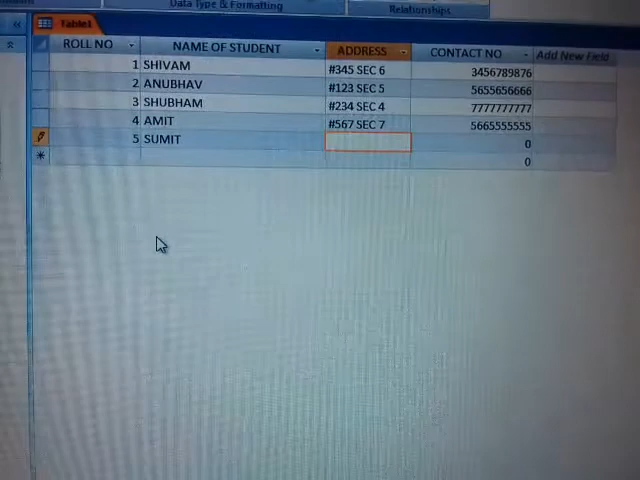 Data Type & Formatting
Relationships
Table1
ROLL NO NAME OF STUDENT ADDRESS CONTACT NO Add New Field
1 SHIVAM #345 SEC 6 3456789876
2 ANUBHAV #123 SEC 5 5655656666
3 SHUBHAM #234 SEC 4 7777777777
4 AMIT #567 SEC 7 5665555555
5 SUMIT 0
0